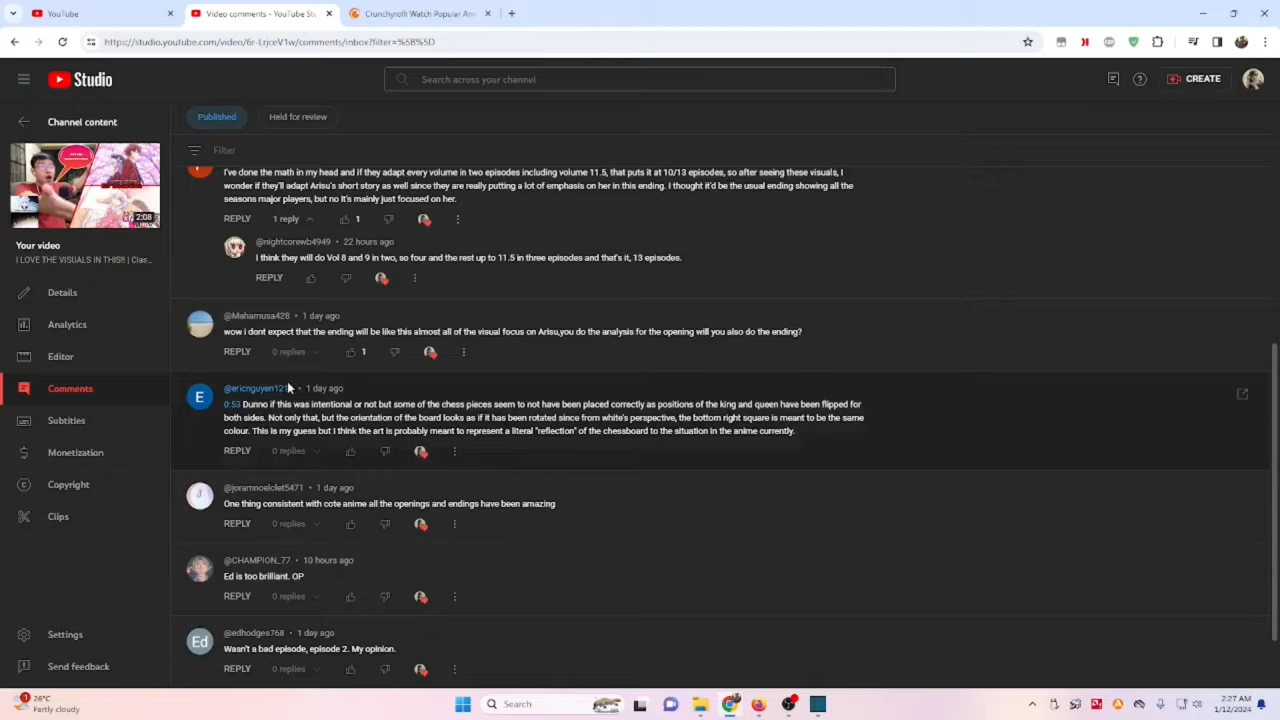 YouTube
Video comments - YouTube Stu
Crunchyroll: Watch Popular Ani
https://studio.youtube.com/video/6r-LrjceV1w/comments/inbox?filter=%5B%5D
Studio
Search across your channel
CREATE
Channel content
Published
Held for review
Filter
2:08
Your video
I LOVE THE VISUALS IN THIS!! | Clas...
Details
Analytics
Editor
Comments
Subtitles
Monetization
Copyright
Clips
Settings
Send feedback
I've done the math in my head and if they adapt every volume in two episodes including volume 11.5, that puts it at 10/13 episodes, so after seeing these visuals, I
wonder if they'll adapt Arisu's short story as well since they are really putting a lot of emphasis on her in this ending. I thought it'd be the usual ending showing all the
seasons major players, but no it's mainly just focused on her.
REPLY 1 reply 1
@nightcorewb4949 • 22 hours ago
I think they will do Vol 8 and 9 in two, so four and the rest up to 11.5 in three episodes and that's it, 13 episodes.
REPLY
@Mahamusa428 • 1 day ago
wow i dont expect that the ending will be like this almost all of the visual focus on Arisu,you do the analysis for the opening will you also do the ending?
REPLY 0 replies 1
@ericnguyen121 • 1 day ago
0:53 Dunno if this was intentional or not but some of the chess pieces seem to not have been placed correctly as positions of the king and queen have been flipped for
both sides. Not only that, but the orientation of the board looks as if it has been rotated since from white's perspective, the bottom right square is meant to be the same
colour. This is my guess but I think the art is probably meant to represent a literal "reflection" of the chessboard to the situation in the anime currently.
REPLY 0 replies
@joramnoelclet5471 • 1 day ago
One thing consistent with cote anime all the openings and endings have been amazing
REPLY 0 replies
@CHAMPION_77 • 10 hours ago
Ed is too brilliant. OP
REPLY 0 replies
@edhodges768 • 1 day ago
Wasn't a bad episode, episode 2. My opinion.
REPLY 0 replies
E
Ed
1
26°C
Partly cloudy
Search
2:27 AM
1/12/2024